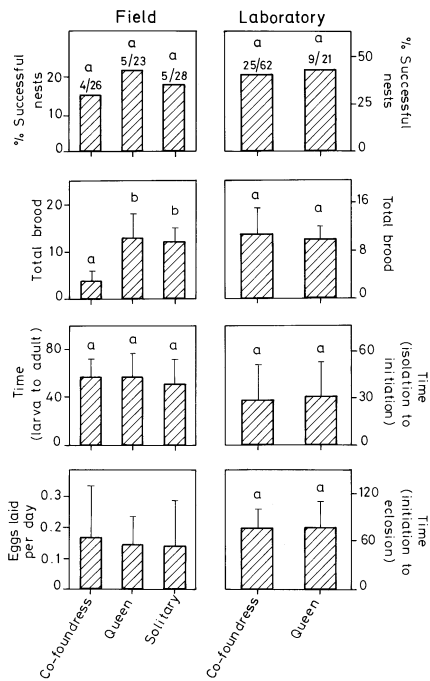 Field
Laboratory
% Successful
nests
20
10
0
a
4/26
a
5/23
a
5/28
a
25/62
a
9/21
50
25
0
% Successful
nests
Total brood
20
10
0
a
b
b
a
a
16
8
0
Total brood
Time
(larva to adult)
80
40
0
a
a
a
a
a
60
30
0
Time
(isolation to
initiation)
Eggs laid
per day
0.3
0.2
0.1
0
a
a
120
60
0
Time
(initiation to
eclosion)
Co-foundress
Queen
Solitary
Co-foundress
Queen